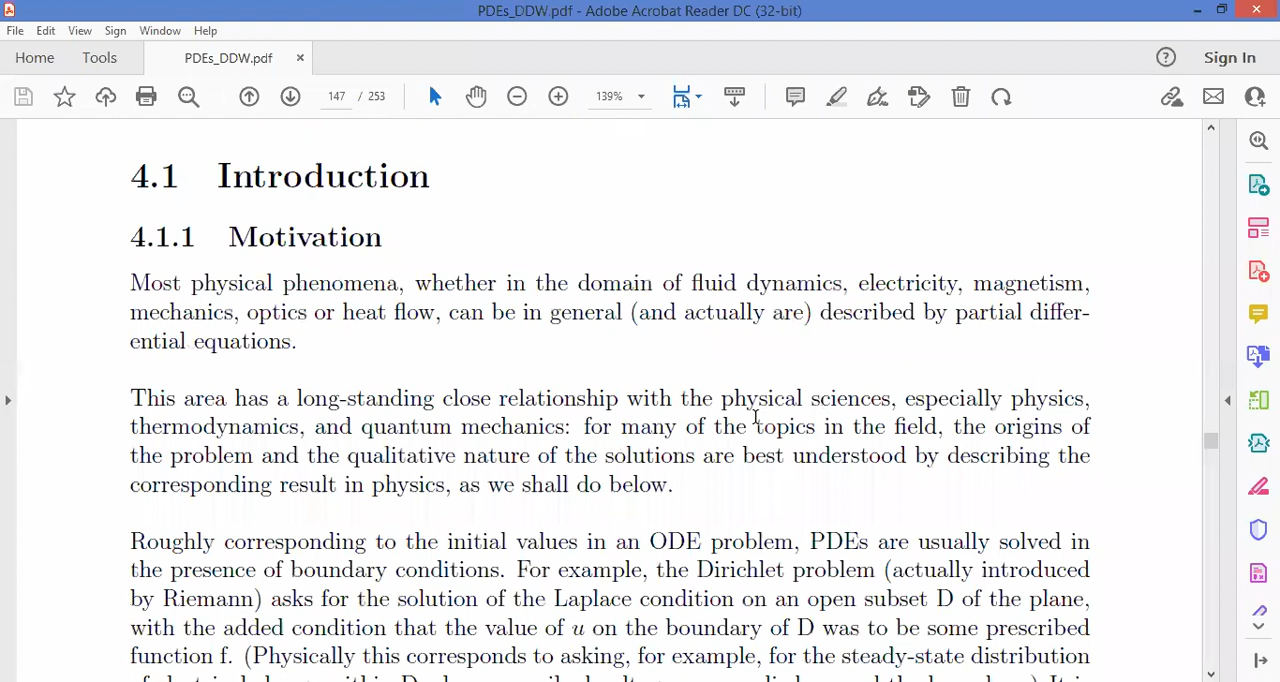 PDEs_DDW.pdf - Adobe Acrobat Reader DC (32-bit)
File Edit View Sign Window Help
Home Tools PDEs_DDW.pdf × Sign In
147 / 253 139%
4.1 Introduction
4.1.1 Motivation
Most physical phenomena, whether in the domain of fluid dynamics, electricity, magnetism,
mechanics, optics or heat flow, can be in general (and actually are) described by partial differ-
ential equations.
This area has a long-standing close relationship with the physical sciences, especially physics,
thermodynamics, and quantum mechanics: for many of the topics in the field, the origins of
the problem and the qualitative nature of the solutions are best understood by describing the
corresponding result in physics, as we shall do below.
Roughly corresponding to the initial values in an ODE problem, PDEs are usually solved in
the presence of boundary conditions. For example, the Dirichlet problem (actually introduced
by Riemann) asks for the solution of the Laplace condition on an open subset D of the plane,
with the added condition that the value of u on the boundary of D was to be some prescribed
function f. (Physically this corresponds to asking, for example, for the steady-state distribution